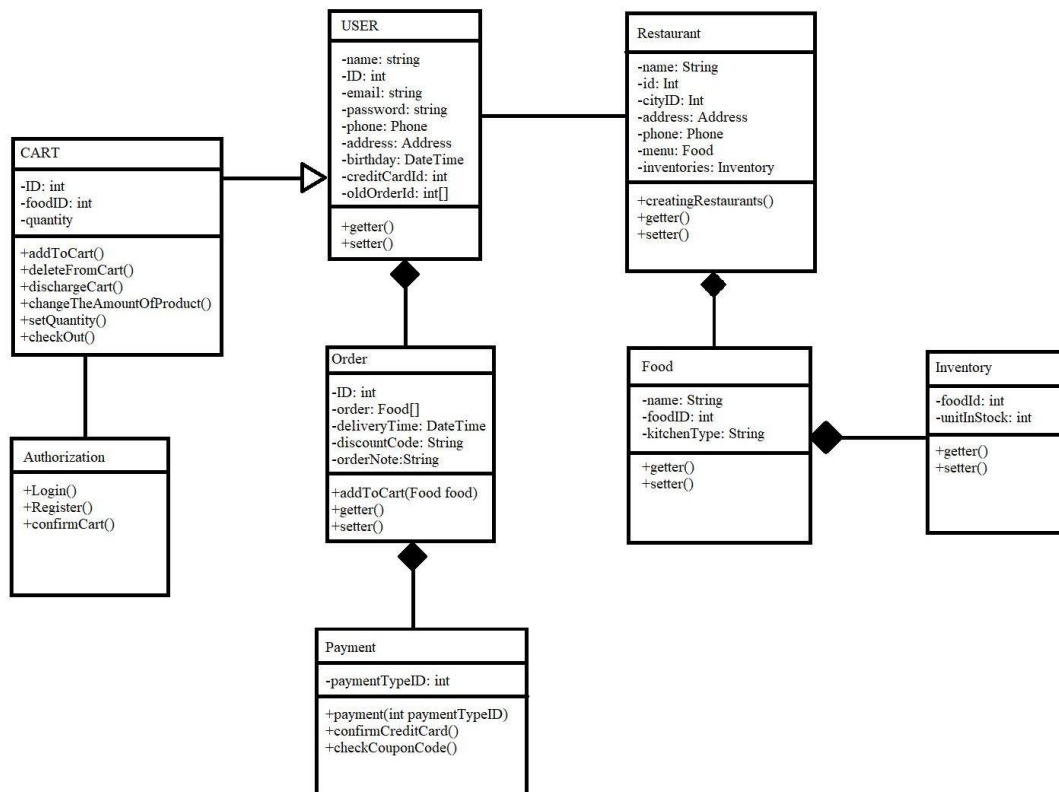 USER
-name: string
-ID: int
-email: string
-password: string
-phone: Phone
-address: Address
-birthday: DateTime
-creditCardId: int
-oldOrderId: int[]
+getter()
+setter()
Restaurant
-name: String
-id: Int
-cityID: Int
-address: Address
-phone: Phone
-menu: Food
-inventories: Inventory
+creatingRestaurants()
+getter()
+setter()
CART
-ID: int
-foodID: int
-quantity
+addToCart()
+deleteFromCart()
+dischargeCart()
+changeTheAmountOfProduct()
+setQuantity()
+checkOut()
Order
-ID: int
-order: Food[]
-deliveryTime: DateTime
-discountCode: String
-orderNote:String
+addToCart(Food food)
+getter()
+setter()
Food
-name: String
-foodID: int
-kitchenType: String
+getter()
+setter()
Inventory
-foodId: int
-unitInStock: int
+getter()
+setter()
Authorization
+Login()
+Register()
+confirmCart()
Payment
-paymentTypeID: int
+payment(int paymentTypeID)
+confirmCreditCard()
+checkCouponCode()